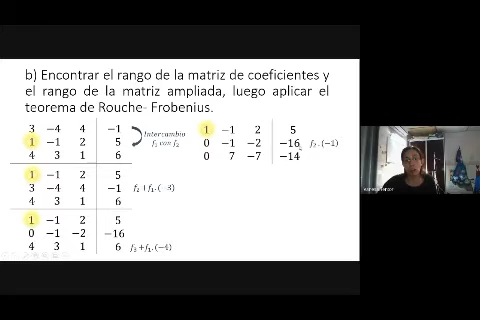 b) Encontrar el rango de la matriz de coeficientes y
el rango de la matriz ampliada, luego aplicar el
teorema de Rouche- Frobenius.
3 −4 4 −1
1 −1 2 5
4 3 1 6
Intercambio
f₁ con f₂
1 −1 2 5
3 −4 4 −1
4 3 1 6
f₂+f₁.(−3)
1 −1 2 5
0 −1 −2 −16
4 3 1 6
f₃+f₁.(−4)
1 −1 2 5
0 −1 −2 −16
0 7 −7 −14
f₂.(−1)